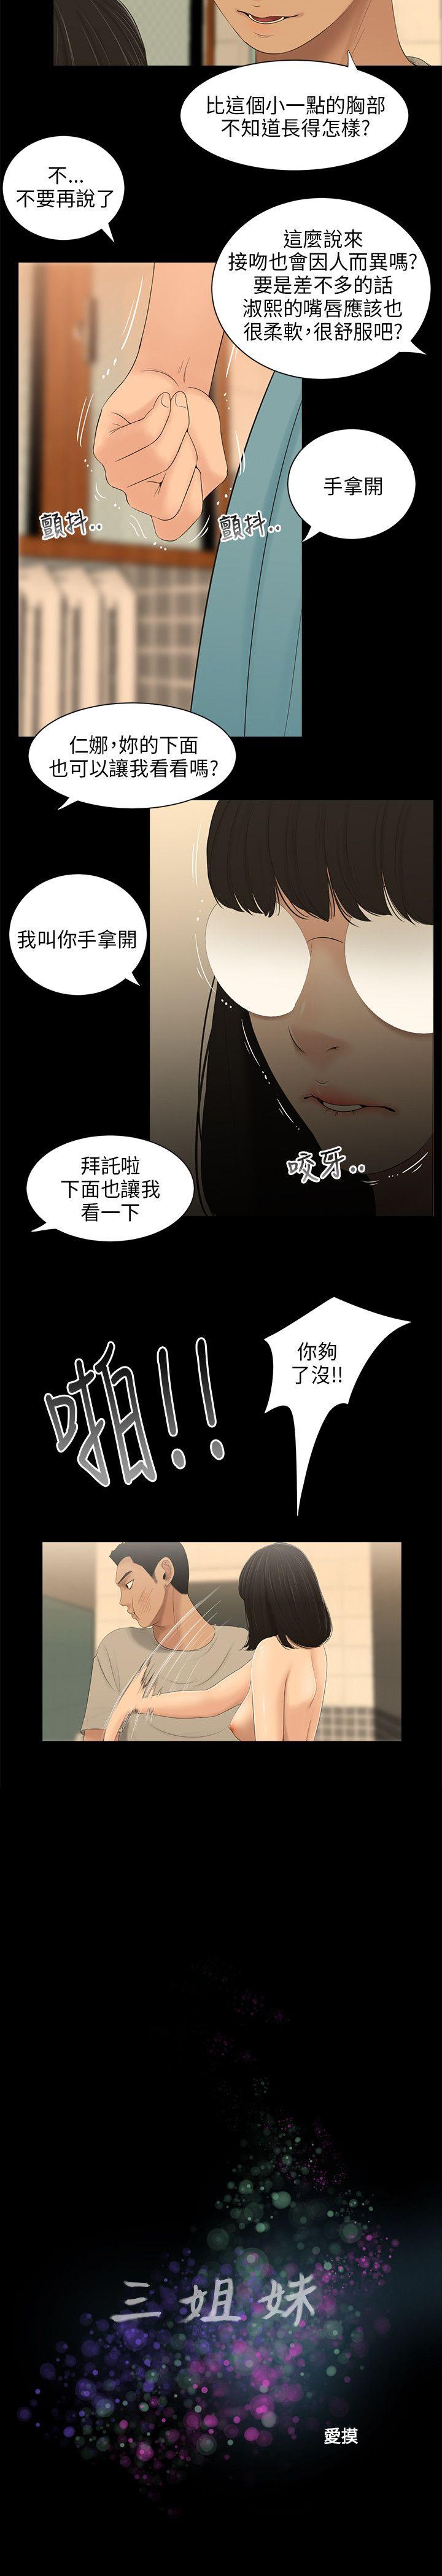 比這個小一點的胸部
不知道長得怎樣?
不...
不要再說了
這麼說來
接吻也會因人而異嗎?
要是差不多的話
淑熙的嘴唇應該也
很柔軟,很舒服吧?
手拿開
顫抖..
顫抖..
仁娜,妳的下面
也可以讓我看看嗎?
我叫你手拿開
咬牙..
拜託啦
下面也讓我
看一下
你夠
了沒!!
啪!!
三姐妹
愛摸